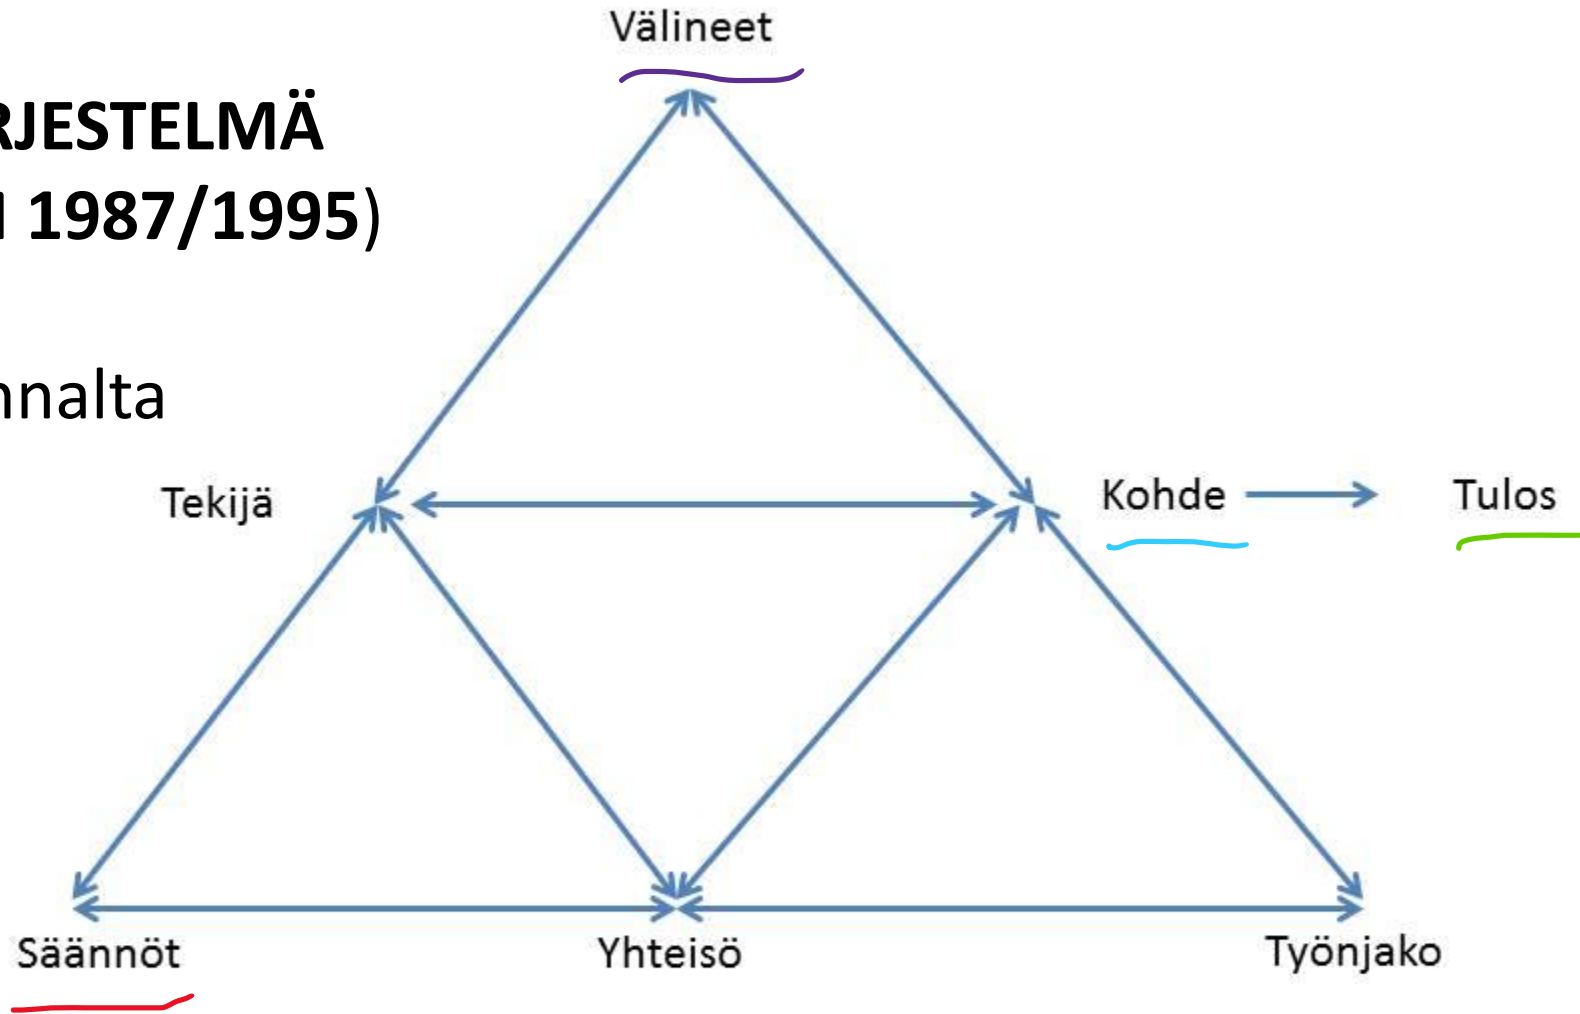 Välineet
RJESTELMÄ
1987/1995)
nnalta
Tekijä
Kohde
Tulos
Säännöt
Yhteisö
Työnjako